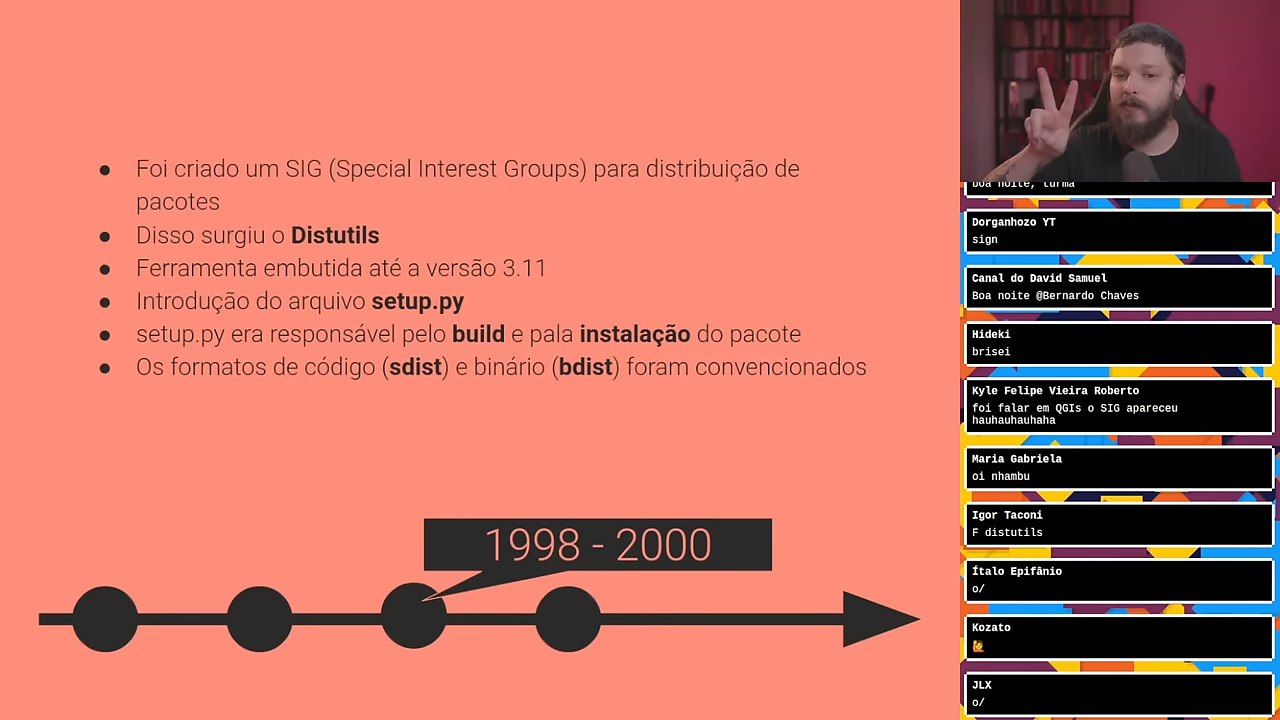 Foi criado um SIG (Special Interest Groups) para distribuição de
pacotes
Disso surgiu o Distutils
Ferramenta embutida até a versão 3.11
Introdução do arquivo setup.py
setup.py era responsável pelo build e pala instalação do pacote
Os formatos de código (sdist) e binário (bdist) foram convencionados
1998 - 2000
boa noite, turma
Dorganhozo YT
sign
Canal do David Samuel
Boa noite @Bernardo Chaves
Hideki
brisei
Kyle Felipe Vieira Roberto
foi falar em QGIs o SIG apareceu
hauhauhauhaha
Maria Gabriela
oi nhambu
Igor Taconi
F distutils
Ítalo Epifânio
o/
Kozato
JLX
o/